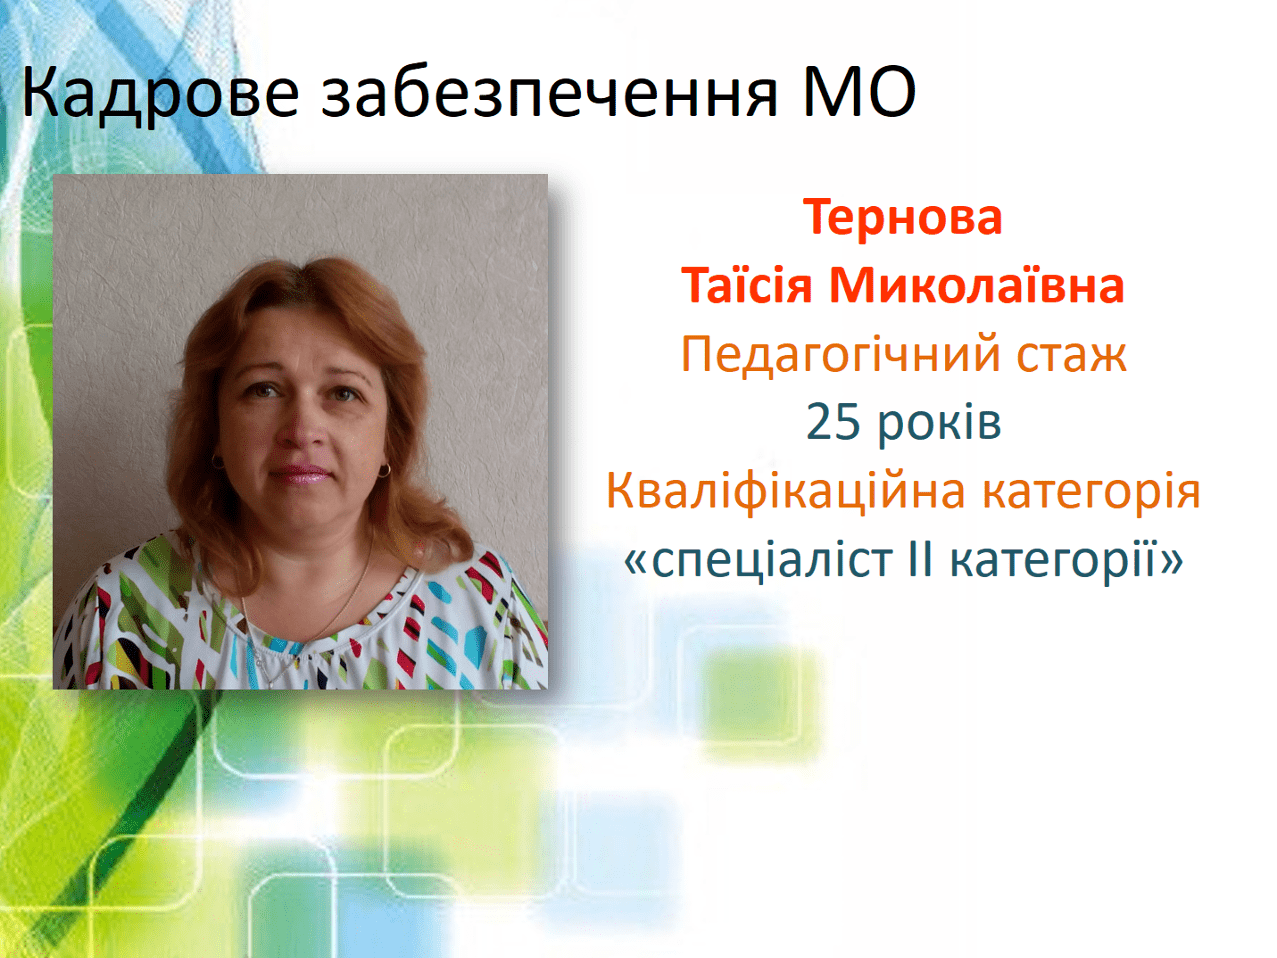 Кадрове забезпечення МО
Тернова
Таїсія Миколаївна
Педагогічний стаж
25 років
Кваліфікаційна категорія
«спеціаліст ІІ категорії»